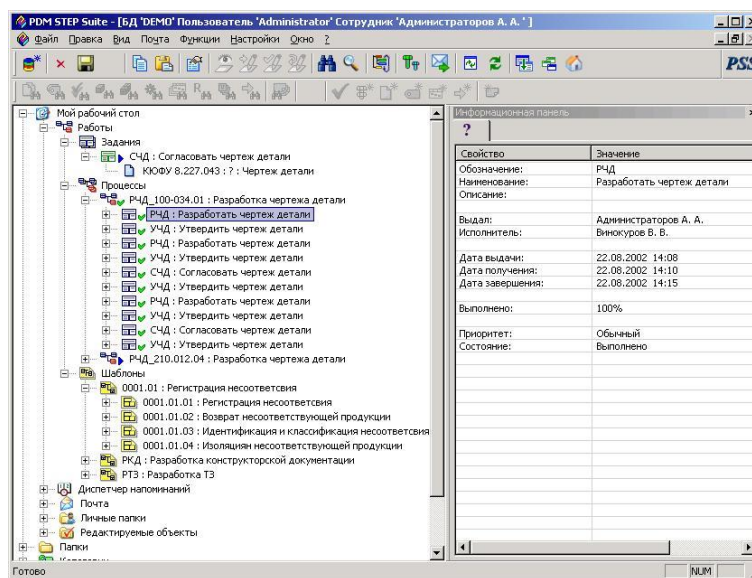 PDM STEP Suite - [БД 'DEMO' Пользователь 'Administrator' Сотрудник 'Администраторов А. А. ' ]
Файл Правка Вид Почта Функции Настройки Окно ?
PSS
Мой рабочий стол
Работы
Задания
СЧД : Согласовать чертеж детали
КЮФУ 8.227.043 : ? : Чертеж детали
Процессы
РЧД_100-034.01 : Разработка чертежа детали
РЧД : Разработать чертеж детали
УЧД : Утвердить чертеж детали
РЧД : Разработать чертеж детали
УЧД : Утвердить чертеж детали
СЧД : Согласовать чертеж детали
УЧД : Утвердить чертеж детали
РЧД : Разработать чертеж детали
УЧД : Утвердить чертеж детали
СЧД : Согласовать чертеж детали
УЧД : Утвердить чертеж детали
РЧД_210.012.04 : Разработка чертежа детали
Шаблоны
0001.01 : Регистрация несоответсвия
0001.01.01 : Регистрация несоответсвия
0001.01.02 : Возврат несоответствующей продукции
0001.01.03 : Идентификация и классификация несоответсвия
0001.01.04 : Изоляциян несоответствующей продукции
РКД : Разработка конструкторской документации
РТЗ : Разработка ТЗ
Диспетчер напоминаний
Почта
Личные папки
Редактируемые объекты
Папки
Информационная панель
?
Свойство Значение
Обозначение: РЧД
Наименование: Разработать чертеж детали
Описание:
Выдал: Администраторов А. А.
Исполнитель: Винокуров В. В.
Дата выдачи: 22.08.2002 14:08
Дата получения: 22.08.2002 14:10
Дата завершения: 22.08.2002 14:15
Выполнено: 100%
Приоритет: Обычный
Состояние: Выполнено
Готово
NUM